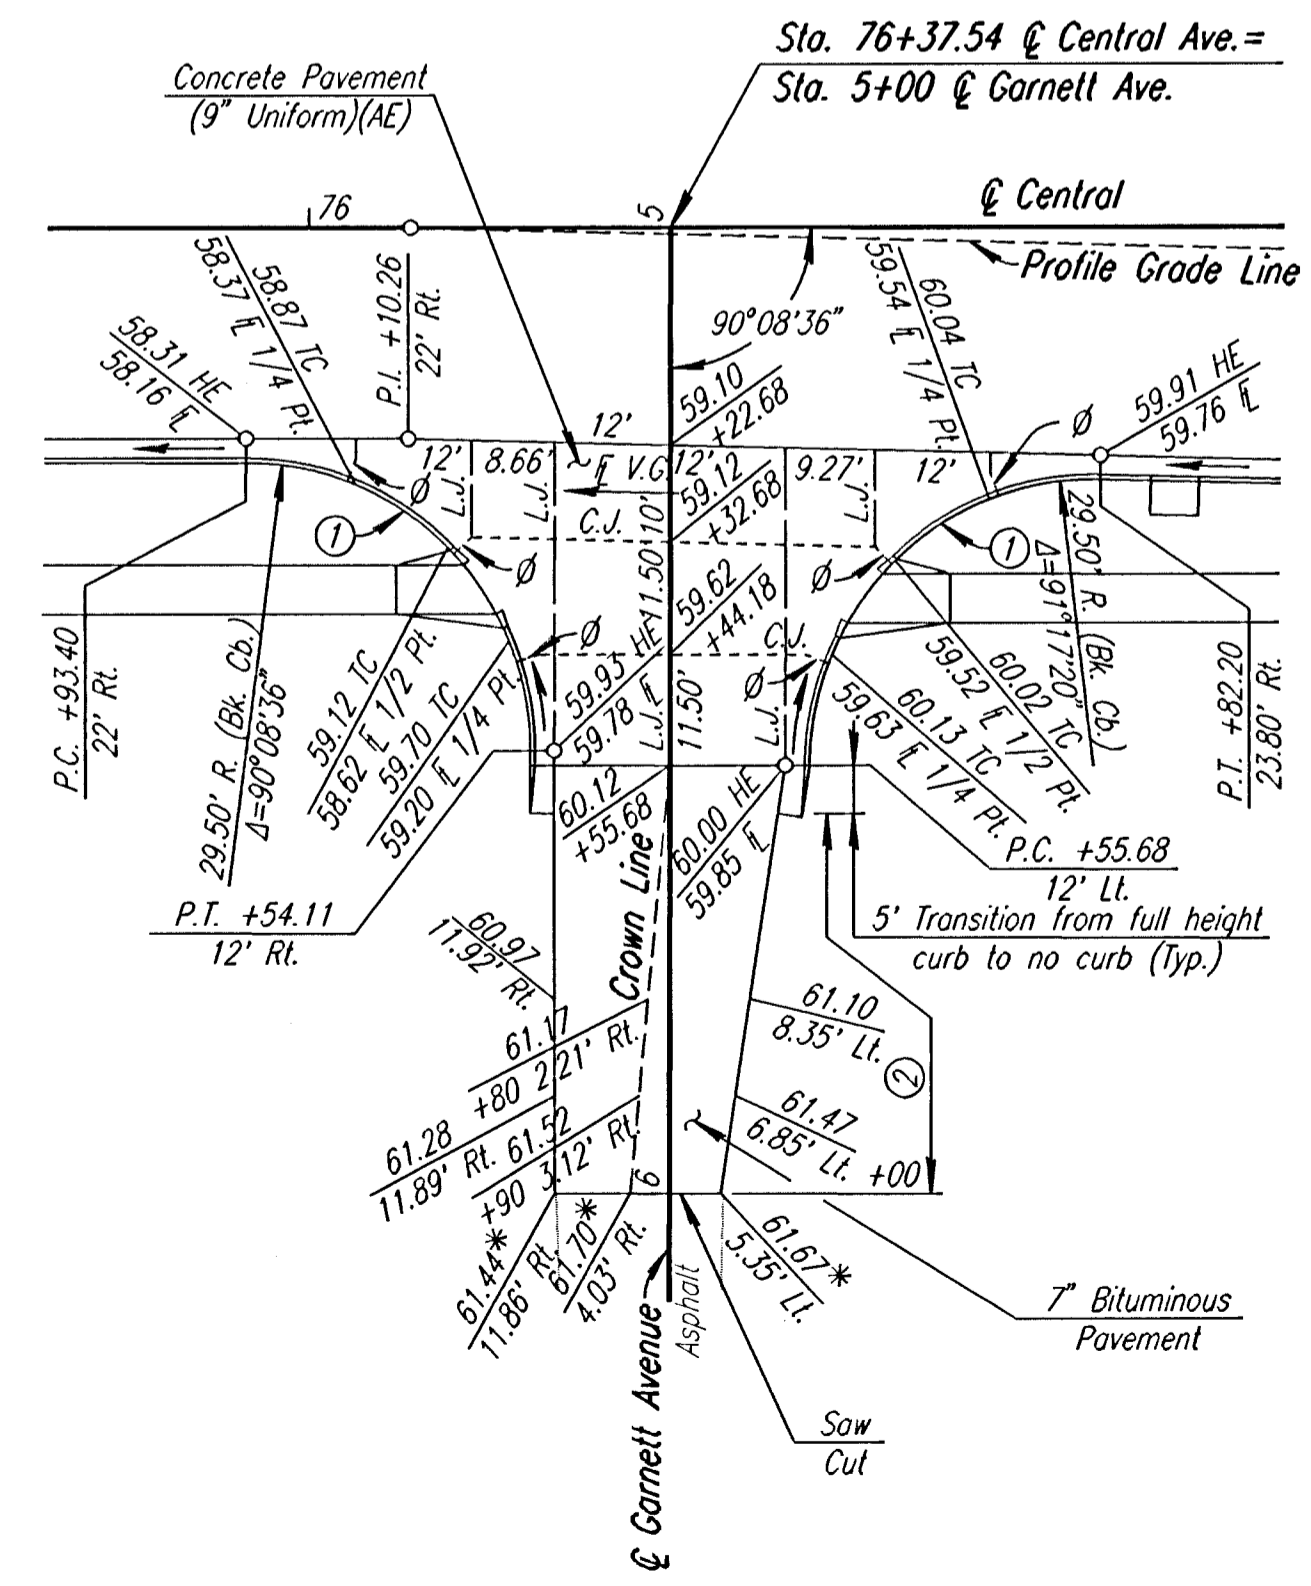 Sta. 76+37.54 ℄ Central Ave.=
Sta. 5+00 ℄ Garnett Ave.
Concrete Pavement
(9" Uniform)(AE)
76
5
℄ Central
Profile Grade Line
90°08'36"
58.87 TC
58.37 FL 1/4 Pt.
P.I. +10.26
22' Rt.
58.31 HE
58.16 FL
59.10
+22.68
60.04 TC
59.54 FL 1/4 Pt.
59.91 HE
59.76 FL
Ø
12'
12'
8.66'
FL V.G.
12'
9.27'
12'
L.J.
L.J.
L.J.
C.J.
10'
59.12
+32.68
Ø
1
Ø
11.50'
59.62
+44.18
Ø
1
29.50' R. (Bk. Cb.)
Δ=91°17'20"
P.C. +93.40
22' Rt.
29.50' R. (Bk. Cb.)
Δ=90°08'36"
59.12 TC
58.62 FL 1/2 Pt.
59.70 TC
59.20 FL 1/4 Pt.
Ø
59.93 HE
59.78 FL
C.J.
Ø
L.J.
11.50'
L.J.
60.02 TC
59.52 FL 1/2 Pt.
60.13 TC
59.63 FL 1/4 Pt.
P.T. +82.20
23.80' Rt.
60.12
+55.68
60.00 HE
59.85 FL
P.C. +55.68
12' Lt.
P.T. +54.11
12' Rt.
5' Transition from full height
curb to no curb (Typ.)
60.97
11.92' Rt.
Crown Line
61.17
+80 2.21' Rt.
61.10
8.35' Lt.
2
61.28
11.89' Rt.
61.52
+90 3.12' Rt.
61.47
6.85' Lt.
+00
6
61.44*
11.86' Rt.
61.70*
4.03' Rt.
61.67*
5.35' Lt.
Asphalt
7" Bituminous
Pavement
℄ Garnett Avenue
Saw
Cut